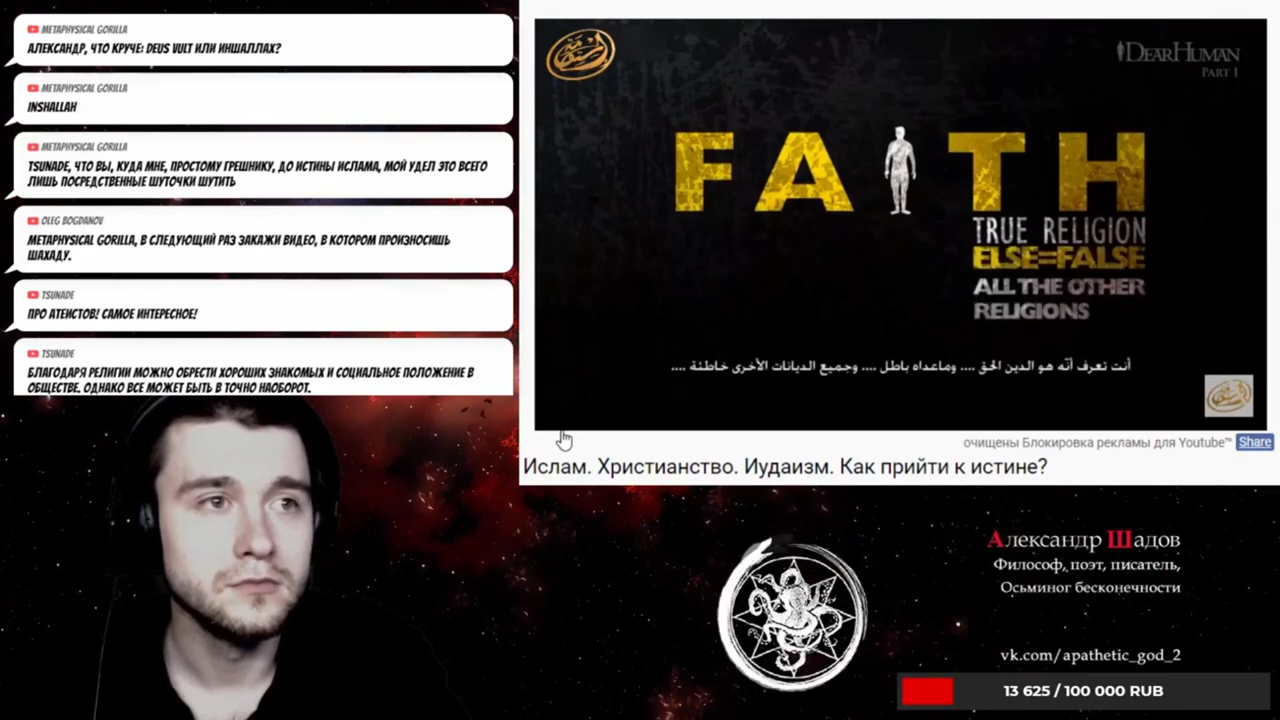 METAPHYSICAL GORILLA
АЛЕКСАНДР, ЧТО КРУЧЕ: DEUS VULT ИЛИ ИНШАЛЛАХ?
METAPHYSICAL GORILLA
INSHALLAH
METAPHYSICAL GORILLA
TSUNADE, ЧТО ВЫ, КУДА МНЕ, ПРОСТОМУ ГРЕШНИКУ, ДО ИСТИНЫ ИСЛАМА, МОЙ УДЕЛ ЭТО ВСЕГО
ЛИШЬ ПОСРЕДСТВЕННЫЕ ШУТОЧКИ ШУТИТЬ
OLEG BOGDANOV
METAPHYSICAL GORILLA, В СЛЕДУЮЩИЙ РАЗ ЗАКАЖИ ВИДЕО, В КОТОРОМ ПРОИЗНОСИШЬ
ШАХАДУ.
TSUNADE
ПРО АТЕИСТОВ! САМОЕ ИНТЕРЕСНОЕ!
TSUNADE
БЛАГОДАРЯ РЕЛИГИИ МОЖНО ОБРЕСТИ ХОРОШИХ ЗНАКОМЫХ И СОЦИАЛЬНОЕ ПОЛОЖЕНИЕ В
ОБЩЕСТВЕ. ОДНАКО ВСЕ МОЖЕТ БЫТЬ В ТОЧНО НАОБОРОТ.
DEARHUMAN
PART I
FAITH
TRUE RELIGION
ELSE=FALSE
ALL THE OTHER
RELIGIONS
أنت تعرف أنّه هو الدين الحق .... وماعداه باطل .... وجميع الديانات الأخرى خاطئة ....
очищены Блокировка рекламы для Youtube™ Share
Ислам. Христианство. Иудаизм. Как прийти к истине?
Александр Шадов
Философ, поэт, писатель,
Осьминог бесконечности
vk.com/apathetic_god_2
13 625 / 100 000 RUB